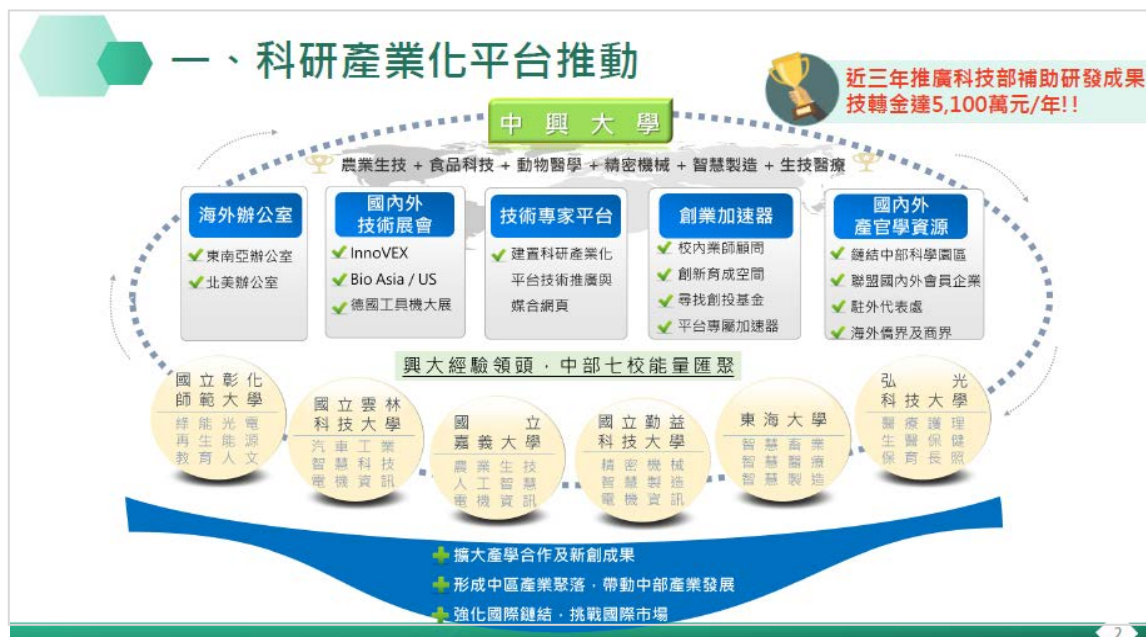 一、科研產業化平台推動
近三年推廣科技部補助研發成果
技轉金達5,100萬元/年!!
中興大學
農業生技 + 食品科技 + 動物醫學 + 精密機械 + 智慧製造 + 生技醫療
海外辦公室
東南亞辦公室
北美辦公室
國內外
技術展會
InnoVEX
Bio Asia / US
德國工具機大展
技術專家平台
建置科研產業化
平台技術推廣與
媒合網頁
創業加速器
校內業師顧問
創新育成空間
尋找創投基金
平台專屬加速器
國內外
產官學資源
鏈結中部科學園區
聯盟國內外會員企業
駐外代表處
海外僑界及商界
興大經驗領頭，中部七校能量匯聚
國立彰化
師範大學
綠能光電
再生能源
教育人文
國立雲林
科技大學
汽車工業
智慧科技
電機資訊
國立
嘉義大學
農業生技
人工智慧
電機資訊
國立勤益
科技大學
精密機械
智慧製造
電機資訊
東海大學
智慧畜業
智慧醫療
智慧製造
弘光
科技大學
醫療護理
生醫保健
保育長照
擴大產學合作及新創成果
形成中區產業聚落，帶動中部產業發展
強化國際鏈結，挑戰國際市場
2